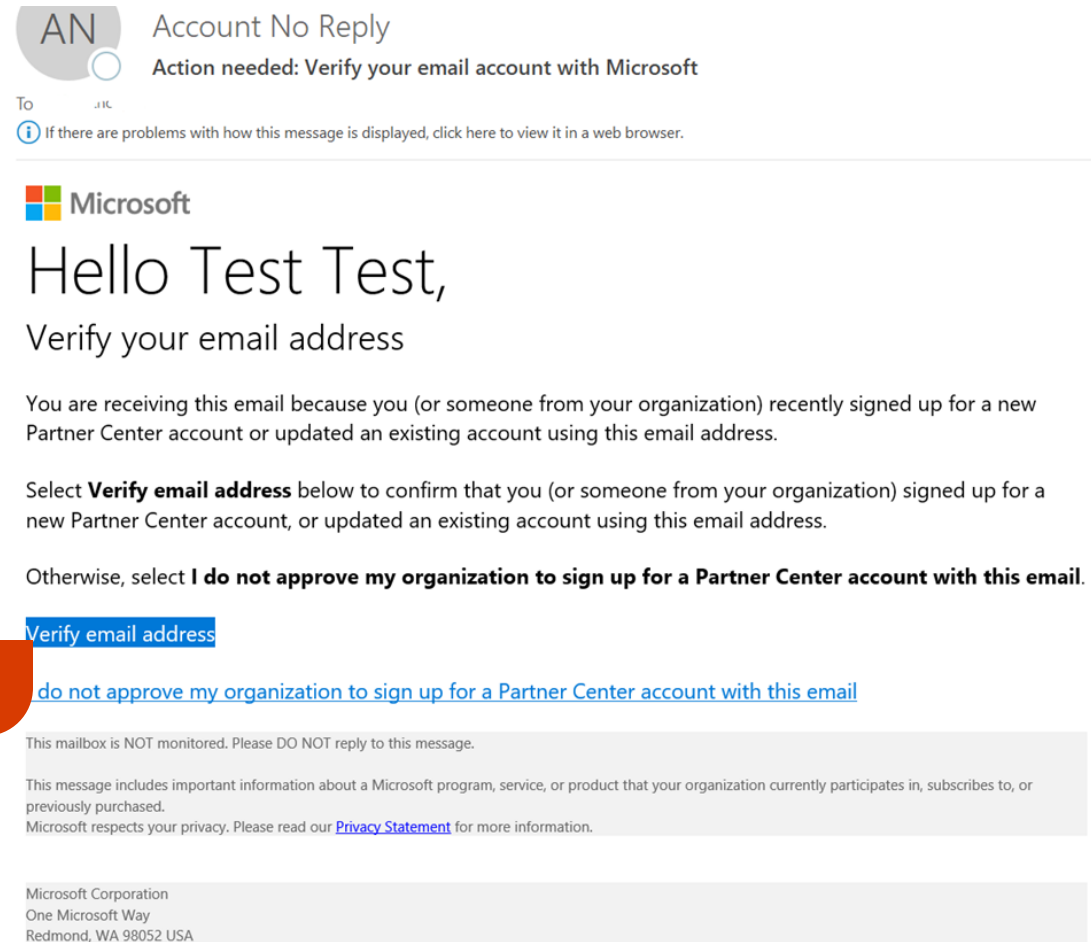 AN
Account No Reply
Action needed: Verify your email account with Microsoft
To
If there are problems with how this message is displayed, click here to view it in a web browser.
Microsoft
Hello Test Test,
Verify your email address
You are receiving this email because you (or someone from your organization) recently signed up for a new
Partner Center account or updated an existing account using this email address.
Select Verify email address below to confirm that you (or someone from your organization) signed up for a
new Partner Center account, or updated an existing account using this email address.
Otherwise, select I do not approve my organization to sign up for a Partner Center account with this email.
Verify email address
do not approve my organization to sign up for a Partner Center account with this email
This mailbox is NOT monitored. Please DO NOT reply to this message.
This message includes important information about a Microsoft program, service, or product that your organization currently participates in, subscribes to, or
previously purchased.
Microsoft respects your privacy. Please read our Privacy Statement for more information.
Microsoft Corporation
One Microsoft Way
Redmond, WA 98052 USA